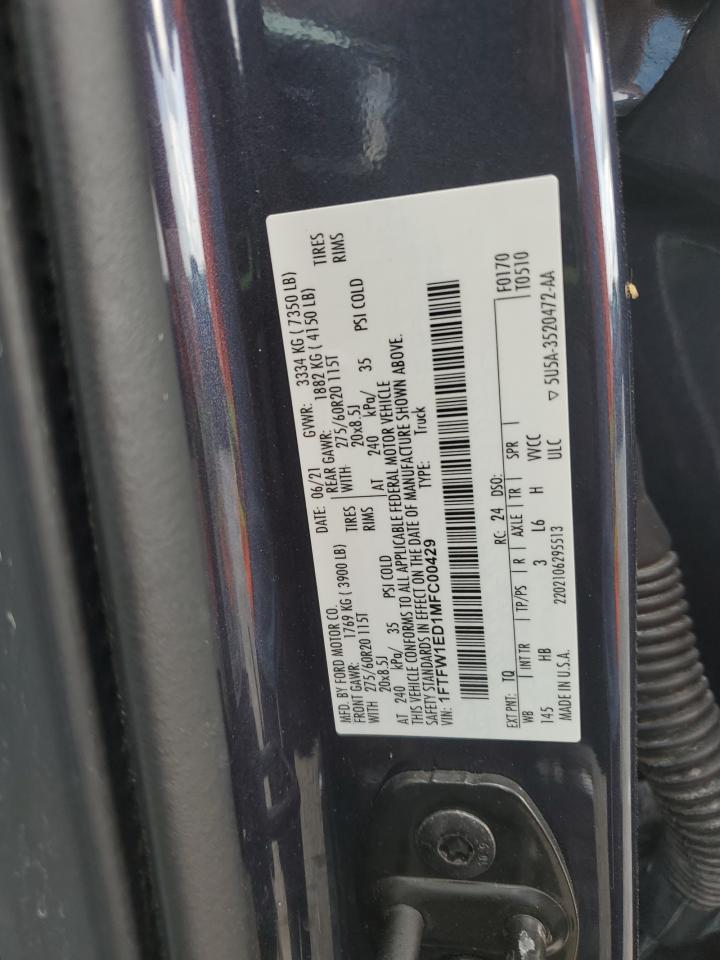 MFD. BY FORD MOTOR CO. DATE: 06/21 GVWR: 3334 KG ( 7350 LB)
FRONT GAWR: 1769 KG ( 3900 LB) REAR GAWR: 1882 KG ( 4150 LB)
WITH 275/60R20 115T TIRES WITH: 275/60R20 115T TIRES
20x8.5J RIMS 20x8.5J RIMS
AT 240 kPa/ 35 PSI COLD AT 240 kPa/ 35 PSI COLD
THIS VEHICLE CONFORMS TO ALL APPLICABLE FEDERAL MOTOR VEHICLE
SAFETY STANDARDS IN EFFECT ON THE DATE OF MANUFACTURE SHOWN ABOVE.
VIN: 1FTFW1ED1MFC00429 TYPE: Truck
EXT PNT: TQ RC: 24 DSO: F0170
WB INT TR TP/PS R AXLE TR SPR T0510
145 HB 3 L6 H VVCC
MADE IN U.S.A. 2202106295513 ULC ▽ 5U5A-3520472-AA
10.9